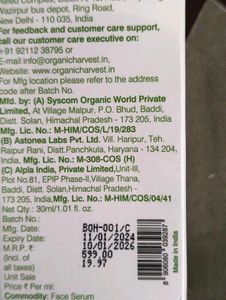 Wazirpur bus depot, Ring Road,
New Delhi - 110 035, India
For feedback and customer care support,
call our customer care executive on:
+91 92112 38795 or
E-mail:info@organicharvest.in,
Website:www.organicharvest.in
For Mfg location please refer to the address
code after Batch No.
Mfd. by: (A) Syscom Organic World Private
Limited, At Village Malpur, P.O. Bhud, Baddi,
Distt. Solan, Himachal Pradesh - 173 205, India.
Mfg. Lic. No.: M-HIM/COS/L/19/283
(B) Astonea Labs Pvt. Ltd. Vill. Haripur, Teh.
Raipur Rani, Distt.Panchkula, Haryana - 134 204,
India, Mfg. Lic. No.: M-308-COS (H)
(C) Alpia India, Private Limited,Unit-III,
Plot No.81, EPIP Phase-II,Village Thana,
Baddi, Distt. Solan-Himachal Pradesh -
173 205 Mfg. Lic. No.: HIM/COS/04/41
Net Qty.: 30ml/1.01 fl. oz.
Batch No.: BOH-001/C
Mfg. Date: 11/01/2024
Expiry Date 10/01/2026
M.R.P. ₹: 599.00
(Incl. of 19.97
all taxes)
Unit Sale
Price ₹ Per ml:
Commodity: Face Serum
Made in India